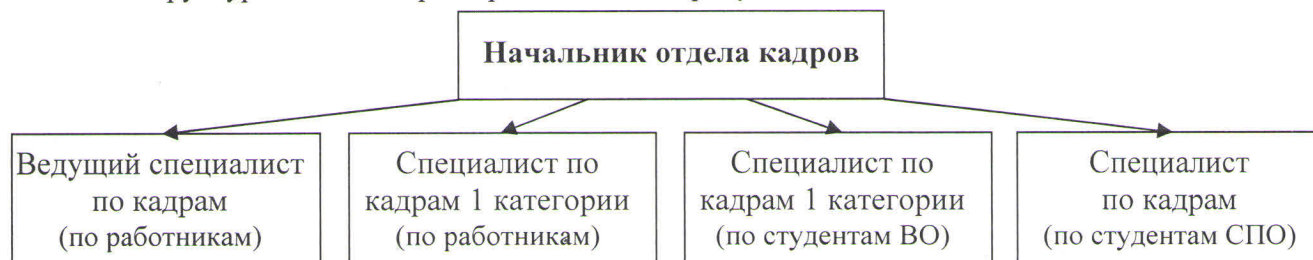 Начальник отдела кадров
Ведущий специалист
по кадрам
(по работникам)
Специалист по
кадрам 1 категории
(по работникам)
Специалист по
кадрам 1 категории
(по студентам ВО)
Специалист
по кадрам
(по студентам СПО)